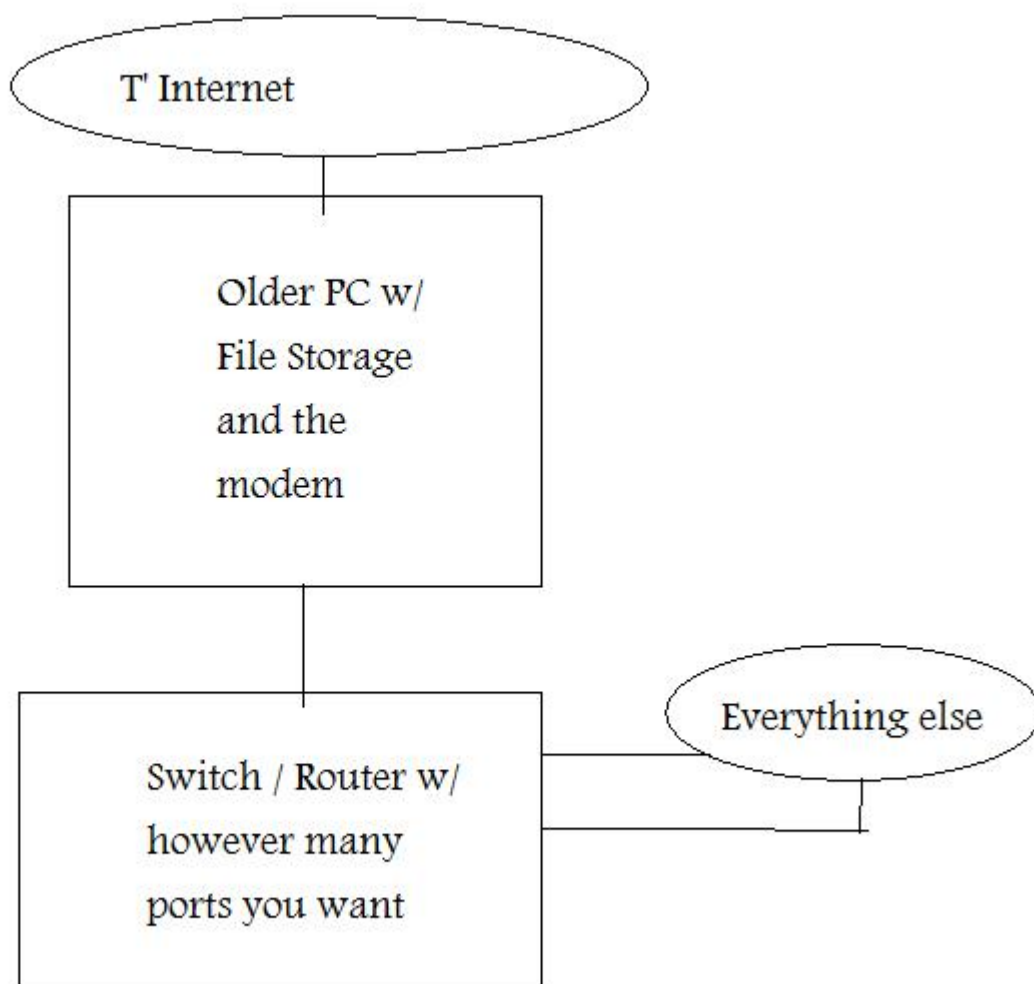 T' Internet
Older PC w/
File Storage
and the
modem
Everything else
Switch / Router w/
however many
ports you want